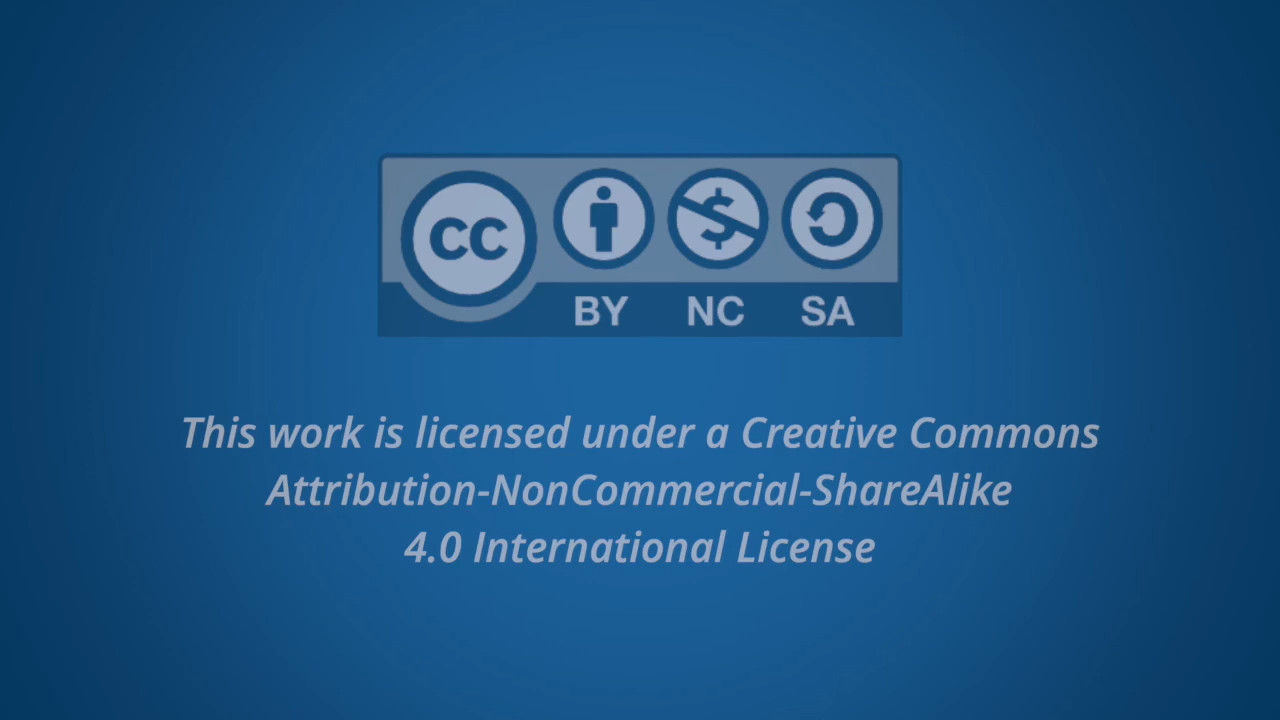 CC
BY NC SA
This work is licensed under a Creative Commons
Attribution-NonCommercial-ShareAlike
4.0 International License